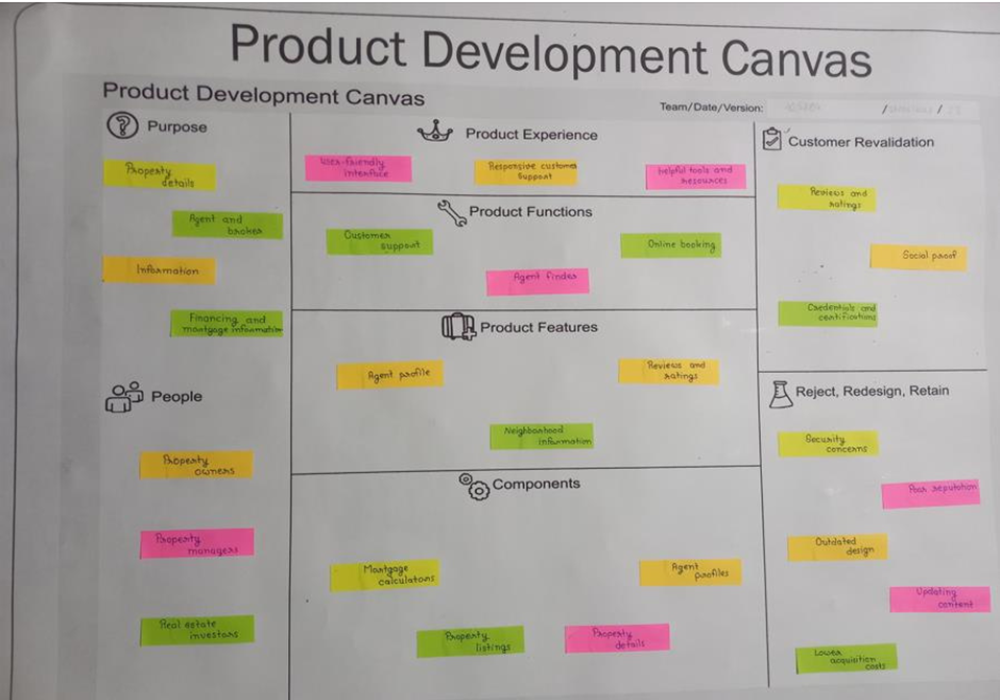 Product Development Canvas
Product Development Canvas
Team/Date/Version:
/ /
Purpose
Property
details
Agent and
broker
Information
Financing and
mortgage information
People
Property
owners
Property
managers
Real estate
investors
Product Experience
User-friendly
interface
Responsive customer
Support
helpful tools and
resources
Product Functions
Customer
support
Online booking
Agent finder
Product Features
Agent profile
Reviews and
ratings
Neighborhood
information
Components
Mortgage
calculators
Agent
profiles
Property
listings
Property
details
Customer Revalidation
Reviews and
ratings
Social proof
Credentials and
certifications
Reject, Redesign, Retain
Security
concerns
Poor reputation
Outdated
design
Updating
content
Lower
acquisition
costs